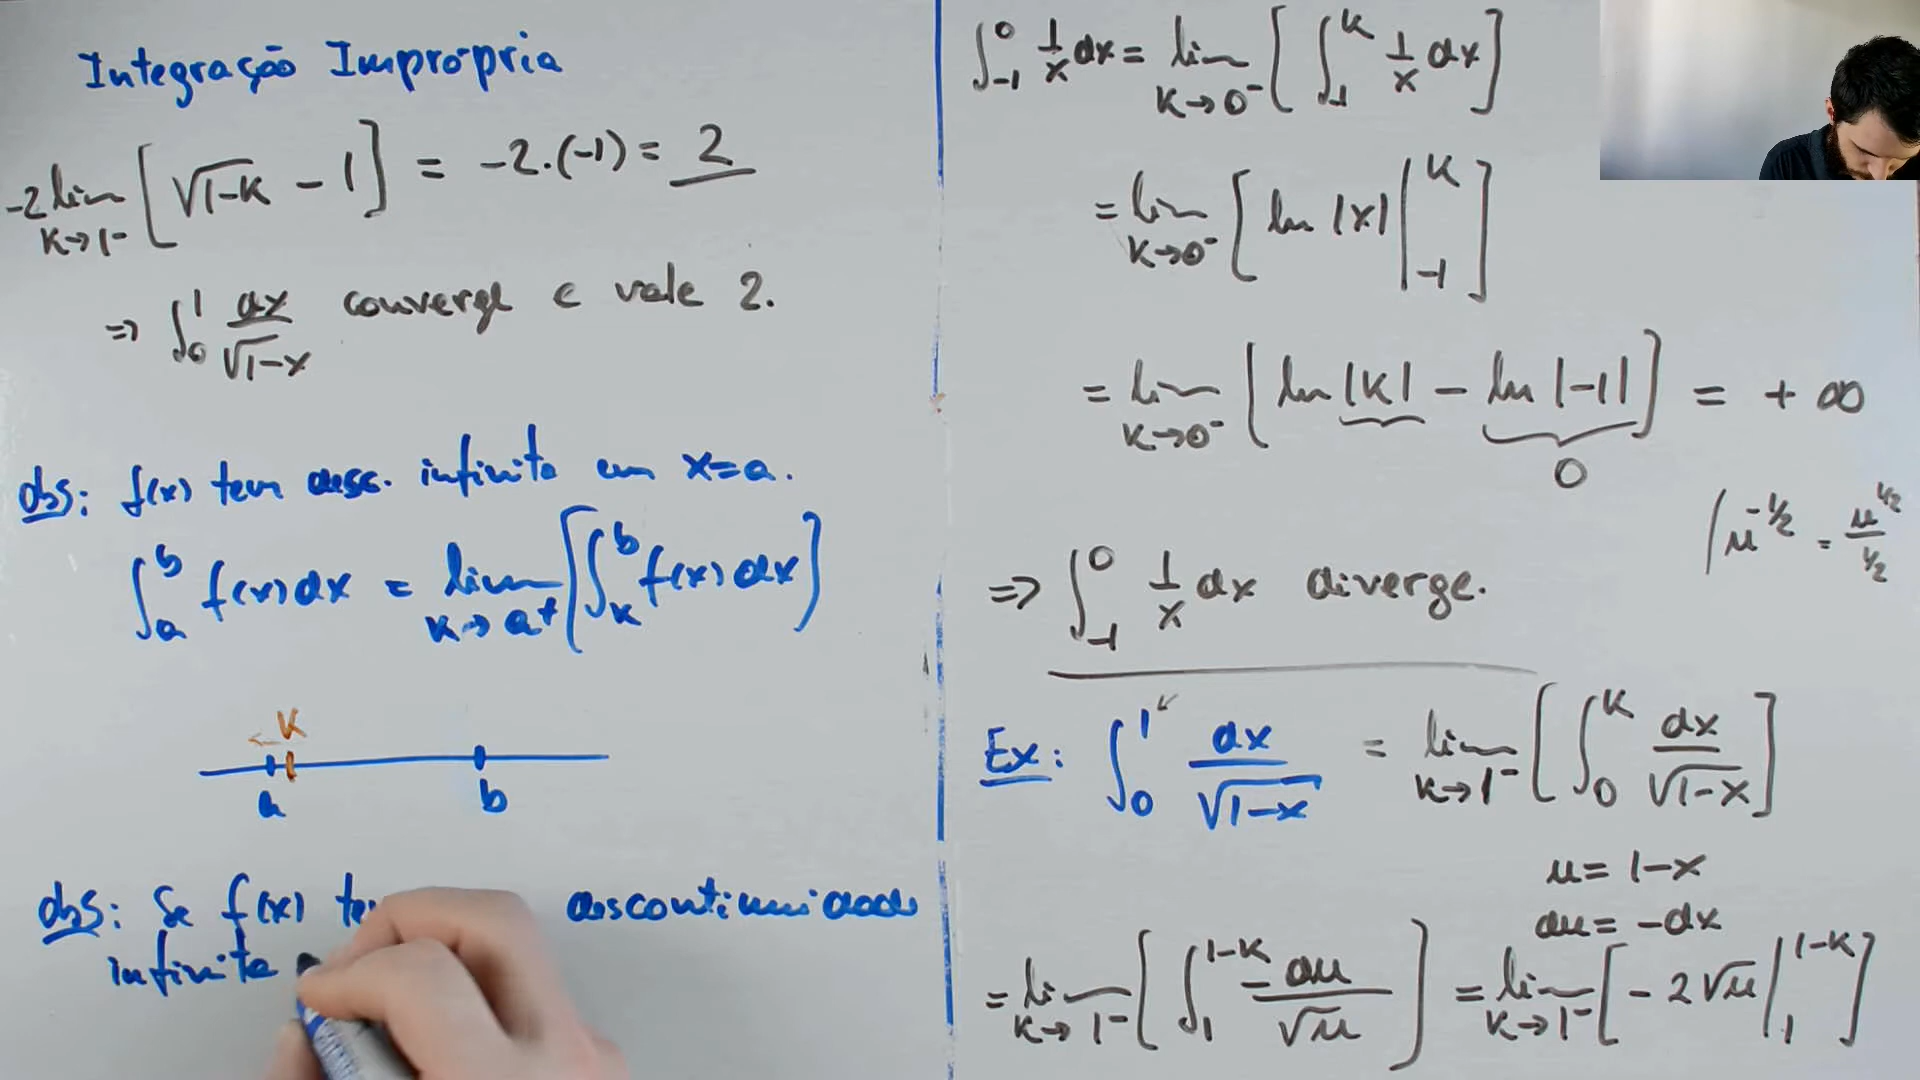 Integração Imprópria
-2 lim k→1⁻ [√1-k - 1] = -2.(-1) = 2
⇒ ∫₀¹ dx/√1-x converge e vale 2.
obs: f(x) tem desc. infinita em x=a.
∫ₐᵇ f(x)dx = lim k→a⁺ [∫ₖᵇ f(x)dx]
k
a b
obs: Se f(x) descontinuidade
infinita
∫₋₁⁰ 1/x dx = lim k→0⁻ [∫₋₁ᵏ 1/x dx]
= lim k→0⁻ [ln |x| |₋₁ᵏ]
= lim k→0⁻ [ln |k| - ln |-1|] = +∞
0
∫u^-1/2 = u^1/2 / 1/2
⇒ ∫₋₁⁰ 1/x dx diverge.
Ex: ∫₀¹ dx/√1-x = lim k→1⁻ [∫₀ᵏ dx/√1-x]
u = 1-x
du = -dx
= lim k→1⁻ [∫₁^1-k -du/√u] = lim k→1⁻ [-2√u |₁^1-k]